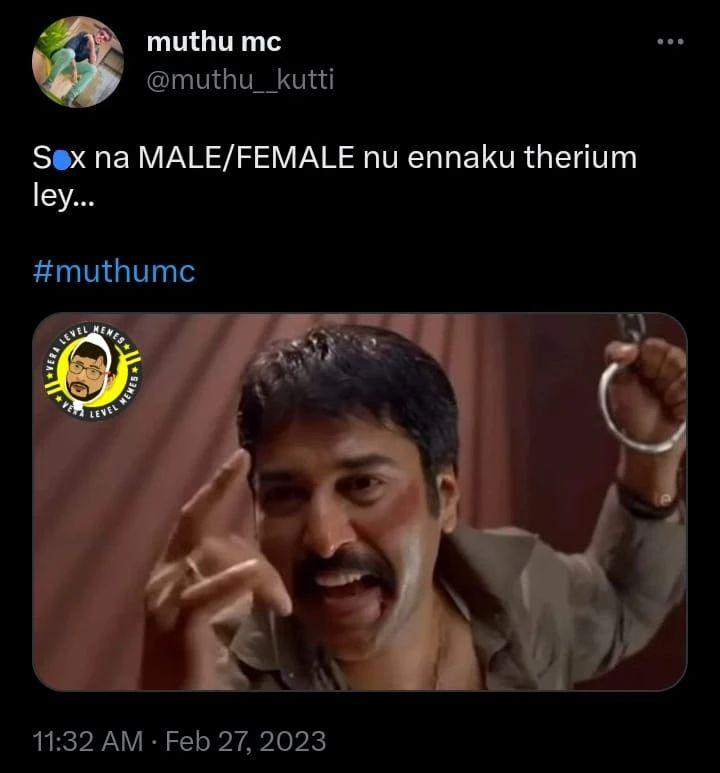 muthu mc
@muthu__kutti
S x na MALE/FEMALE nu ennaku therium
ley...
#muthumc
VERA LEVEL MEMES
VERA LEVEL MEMES
11:32 AM · Feb 27, 2023